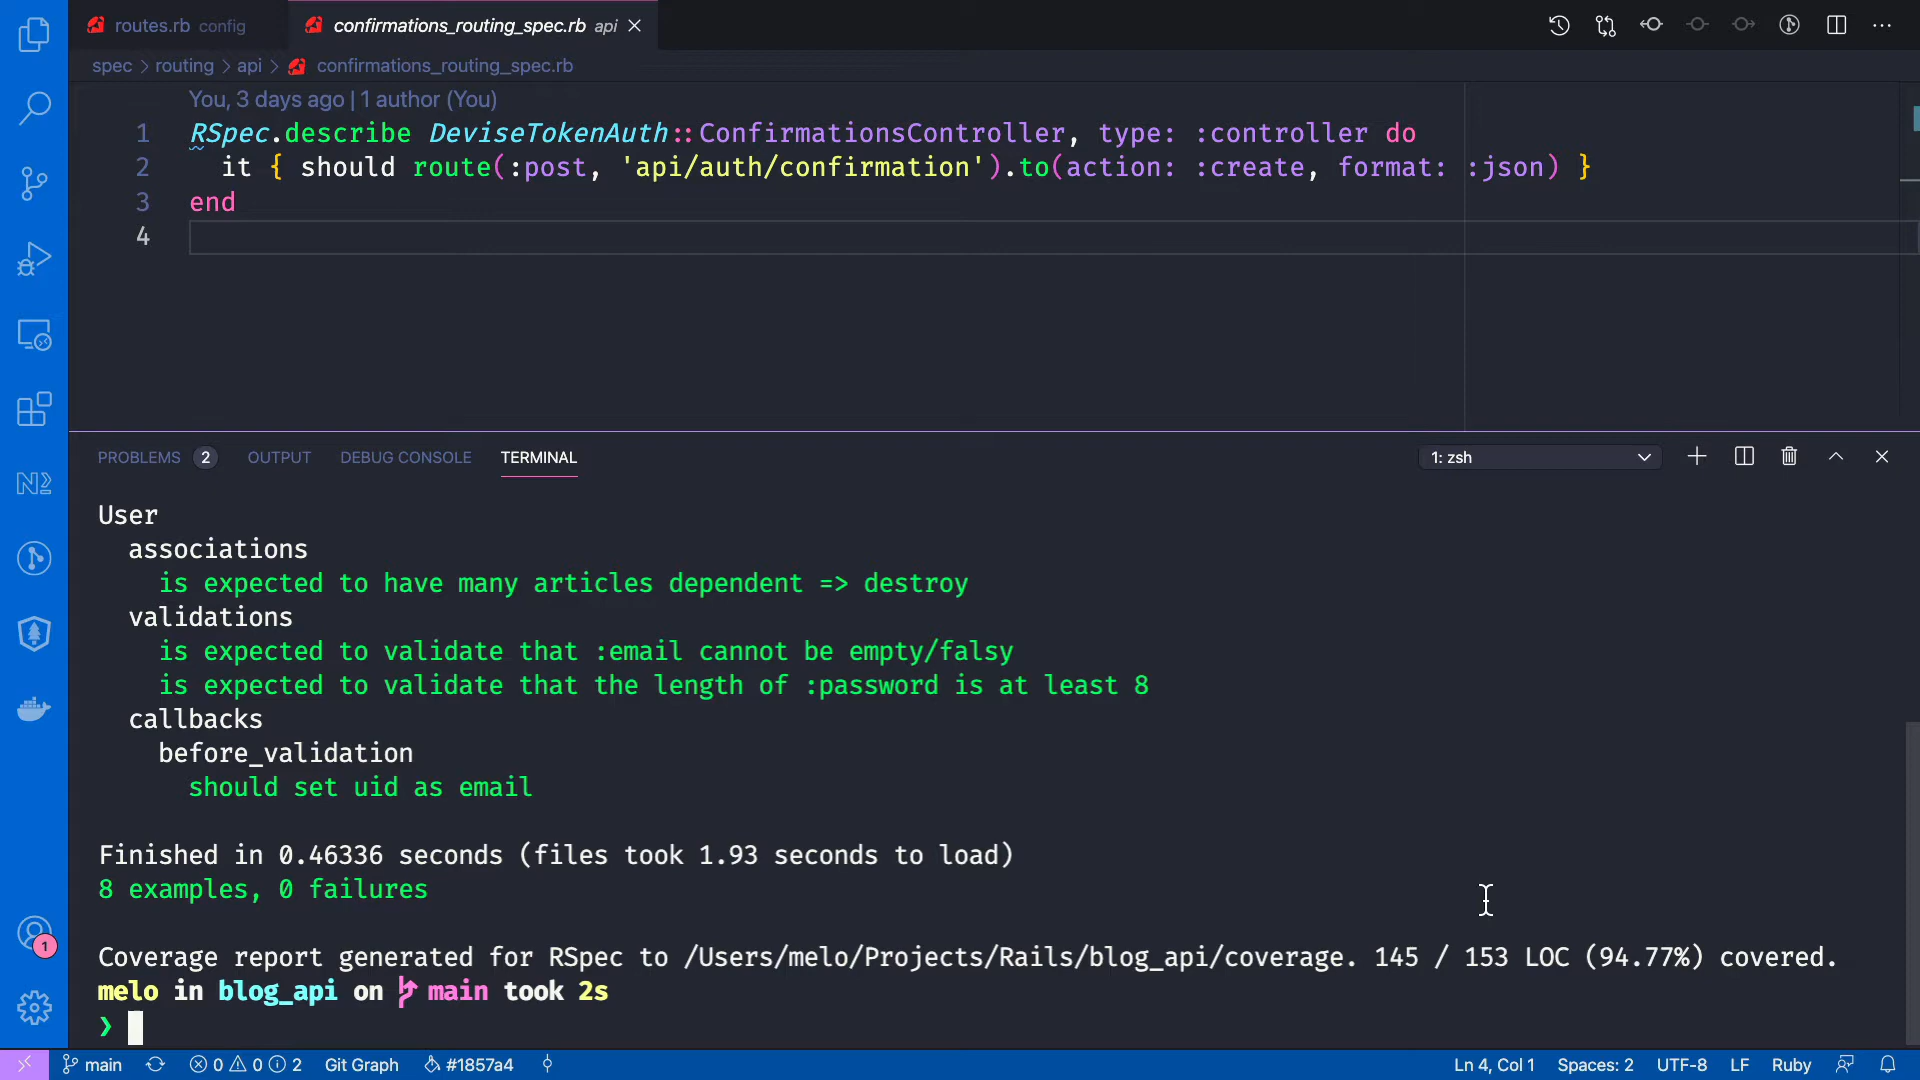 routes.rb config
confirmations_routing_spec.rb api
spec > routing > api > confirmations_routing_spec.rb
You, 3 days ago | 1 author (You)
1 RSpec.describe DeviseTokenAuth::ConfirmationsController, type: :controller do
2 it { should route(:post, 'api/auth/confirmation').to(action: :create, format: :json) }
3 end
4
PROBLEMS 2 OUTPUT DEBUG CONSOLE TERMINAL 1: zsh
User
associations
is expected to have many articles dependent => destroy
validations
is expected to validate that :email cannot be empty/falsy
is expected to validate that the length of :password is at least 8
callbacks
before_validation
should set uid as email
Finished in 0.46336 seconds (files took 1.93 seconds to load)
8 examples, 0 failures
Coverage report generated for RSpec to /Users/melo/Projects/Rails/blog_api/coverage. 145 / 153 LOC (94.77%) covered.
melo in blog_api on main took 2s
❯
1
main 0 0 2 Git Graph #1857a4 Ln 4, Col 1 Spaces: 2 UTF-8 LF Ruby